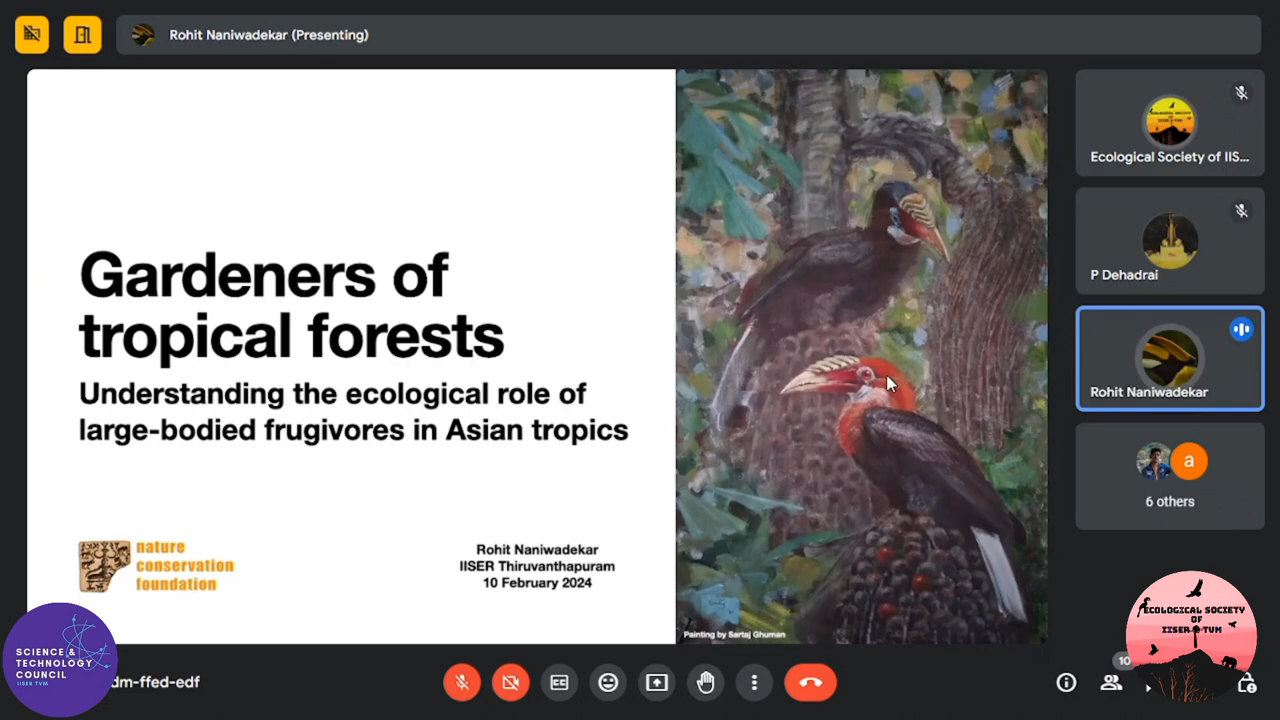 Rohit Naniwadekar (Presenting)
Gardeners of
tropical forests
Understanding the ecological role of
large-bodied frugivores in Asian tropics
nature
conservation
foundation
Rohit Naniwadekar
IISER Thiruvanthapuram
10 February 2024
Painting by Sartaj Ghuman
Ecological Society of IIS...
P Dehadrai
Rohit Naniwadekar
a
6 others
SCIENCE &
TECHNOLOGY
COUNCIL
IISER TVM
dm-ffed-edf
CC
10
ECOLOGICAL SOCIETY
OF
IISER TVM